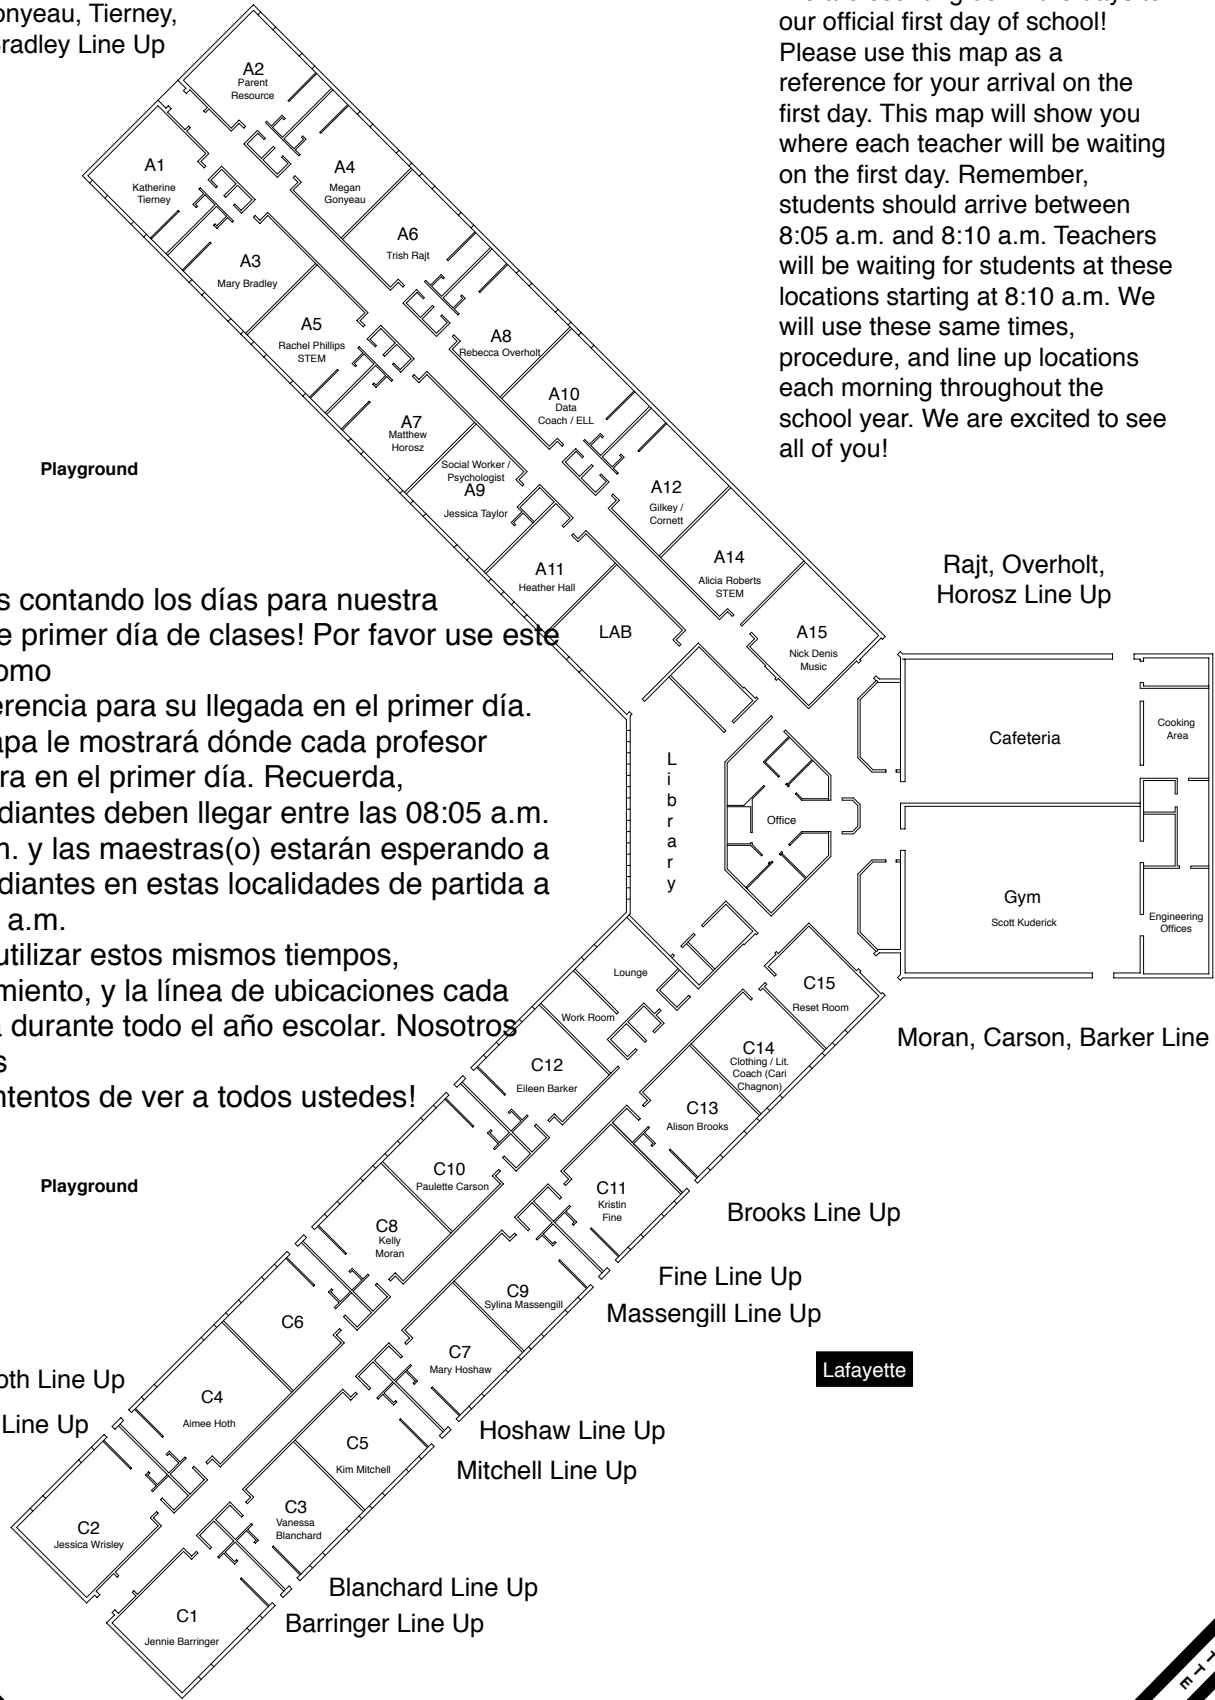 Bradley Line Up
our official first day of school!
Please use this map as a
reference for your arrival on the
first day. This map will show you
where each teacher will be waiting
on the first day. Remember,
students should arrive between
8:05 a.m. and 8:10 a.m. Teachers
will be waiting for students at these
locations starting at 8:10 a.m. We
will use these same times,
procedure, and line up locations
each morning throughout the
school year. We are excited to see
all of you!
A2
Parent
Resource
A1
Katherine
Tierney
A4
Megan
Gonyeau
A6
Trish Rajt
A3
Mary Bradley
A5
Rachel Phillips
STEM
A8
Rebecca Overholt
A10
Data
Coach / ELL
A7
Matthew
Horosz
Social Worker /
Psychologist
A9
Jessica Taylor
A12
Gilkey /
Cornett
A11
Heather Hall
A14
Alicia Roberts
STEM
LAB
A15
Nick Denis
Music
Playground
Rajt, Overholt,
Horosz Line Up
s contando los días para nuestra
e primer día de clases! Por favor use este
omo
erencia para su llegada en el primer día.
apa le mostrará dónde cada profesor
ra en el primer día. Recuerda,
diantes deben llegar entre las 08:05 a.m.
m. y las maestras(o) estarán esperando a
diantes en estas localidades de partida a
a.m.
utilizar estos mismos tiempos,
miento, y la línea de ubicaciones cada
a durante todo el año escolar. Nosotros
s
ntentos de ver a todos ustedes!
Library
Office
Cafeteria
Cooking
Area
Gym
Scott Kuderick
Engineering
Offices
Lounge
Work Room
C15
Reset Room
C14
Clothing / Lit.
Coach (Cari
Chagnon)
C12
Eileen Barker
C13
Alison Brooks
Moran, Carson, Barker Line
C10
Paulette Carson
C11
Kristin
Fine
Playground
C8
Kelly
Moran
Brooks Line Up
Fine Line Up
C9
Sylina Massengill
Massengill Line Up
C6
C7
Mary Hoshaw
Lafayette
oth Line Up
C4
Aimee Hoth
Line Up
Hoshaw Line Up
C5
Kim Mitchell
Mitchell Line Up
C3
Vanessa
Blanchard
C2
Jessica Wrisley
Blanchard Line Up
C1
Jennie Barringer
Barringer Line Up